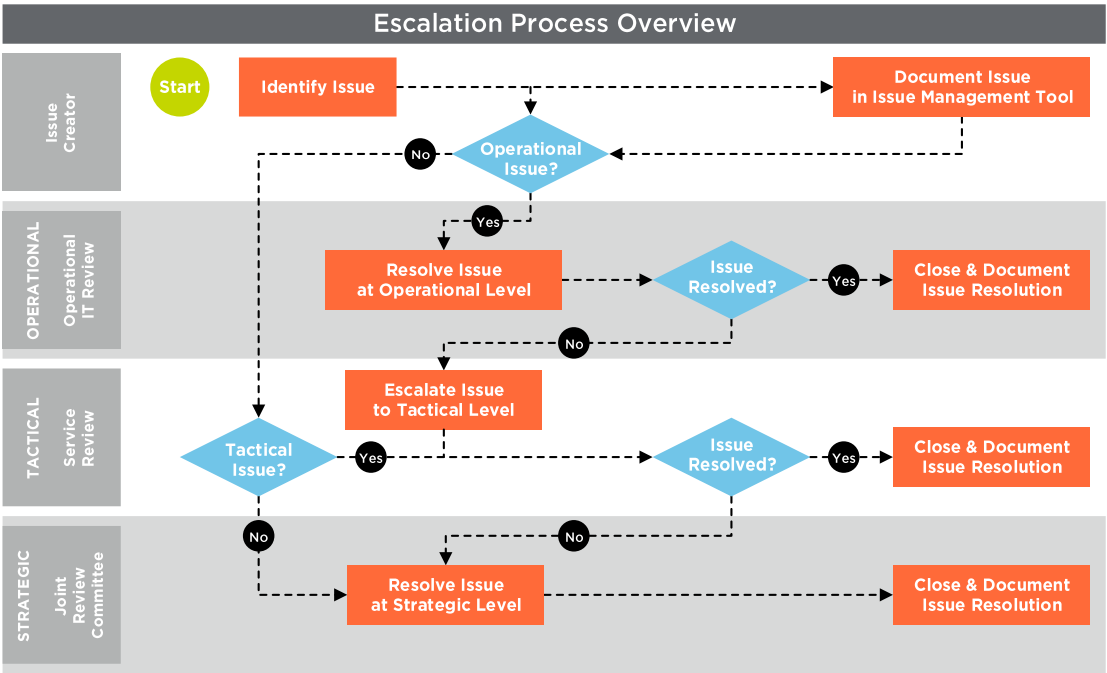 Escalation Process Overview
Issue
Creator
Start
Identify Issue
Document Issue
in Issue Management Tool
Operational
Issue?
No
Yes
OPERATIONAL
Operational
IT Review
Resolve Issue
at Operational Level
Issue
Resolved?
Yes
Close & Document
Issue Resolution
No
TACTICAL
Service
Review
Escalate Issue
to Tactical Level
Tactical
Issue?
Yes
Issue
Resolved?
Yes
Close & Document
Issue Resolution
STRATEGIC
Joint
Review
Committee
No
No
Resolve Issue
at Strategic Level
Close & Document
Issue Resolution